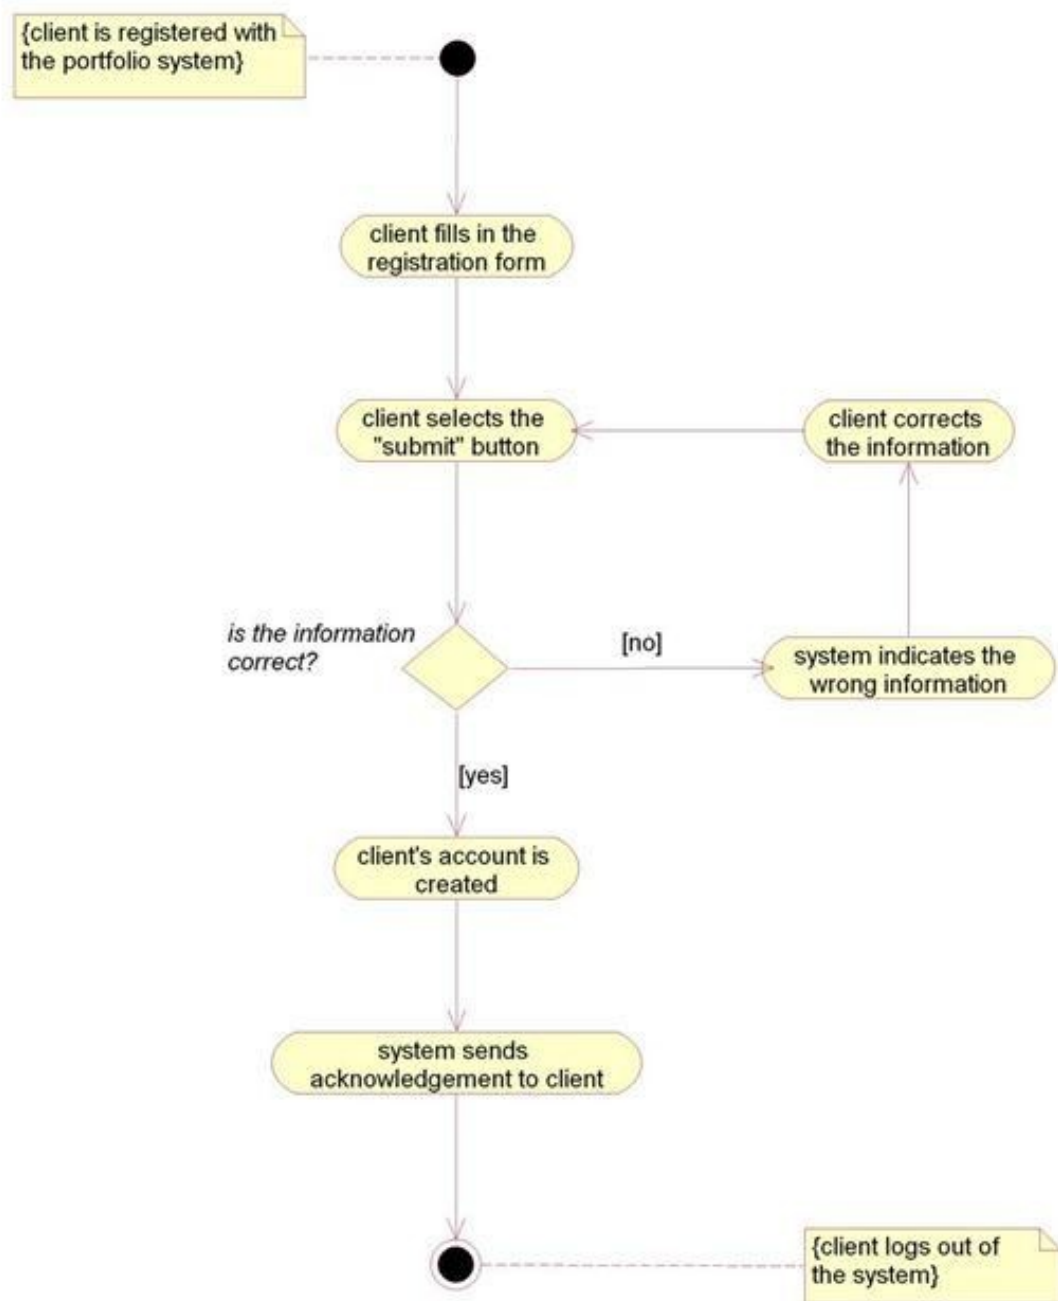 {client is registered with
the portfolio system}
client fills in the
registration form
client selects the
"submit" button
client corrects
the information
is the information
correct?
[no]
system indicates the
wrong information
[yes]
client's account is
created
system sends
acknowledgement to client
{client logs out of
the system}